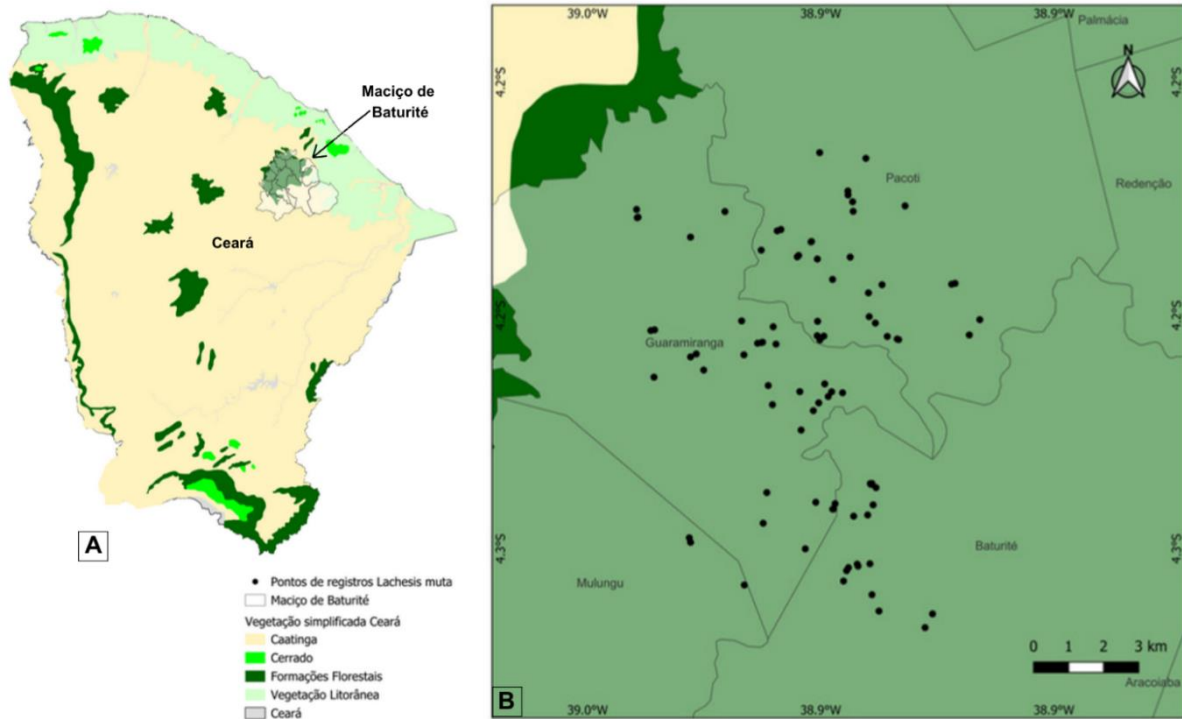 Maciço de
Baturité
Ceará
A
Pontos de registros Lachesis muta
Maciço de Baturité
Vegetação simplificada Ceará
Caatinga
Cerrado
Formações Florestais
Vegetação Litorânea
Ceará
39.0°W
38.9°W
38.9°W
Palmácia
N
4.2°S
4.2°S
Pacoti
Redenção
4.2°S
4.2°S
Guaramiranga
4.3°S
4.3°S
Baturité
Mulungu
0 1 2 3 km
Aracoiaba
B
39.0°W
38.9°W
38.9°W